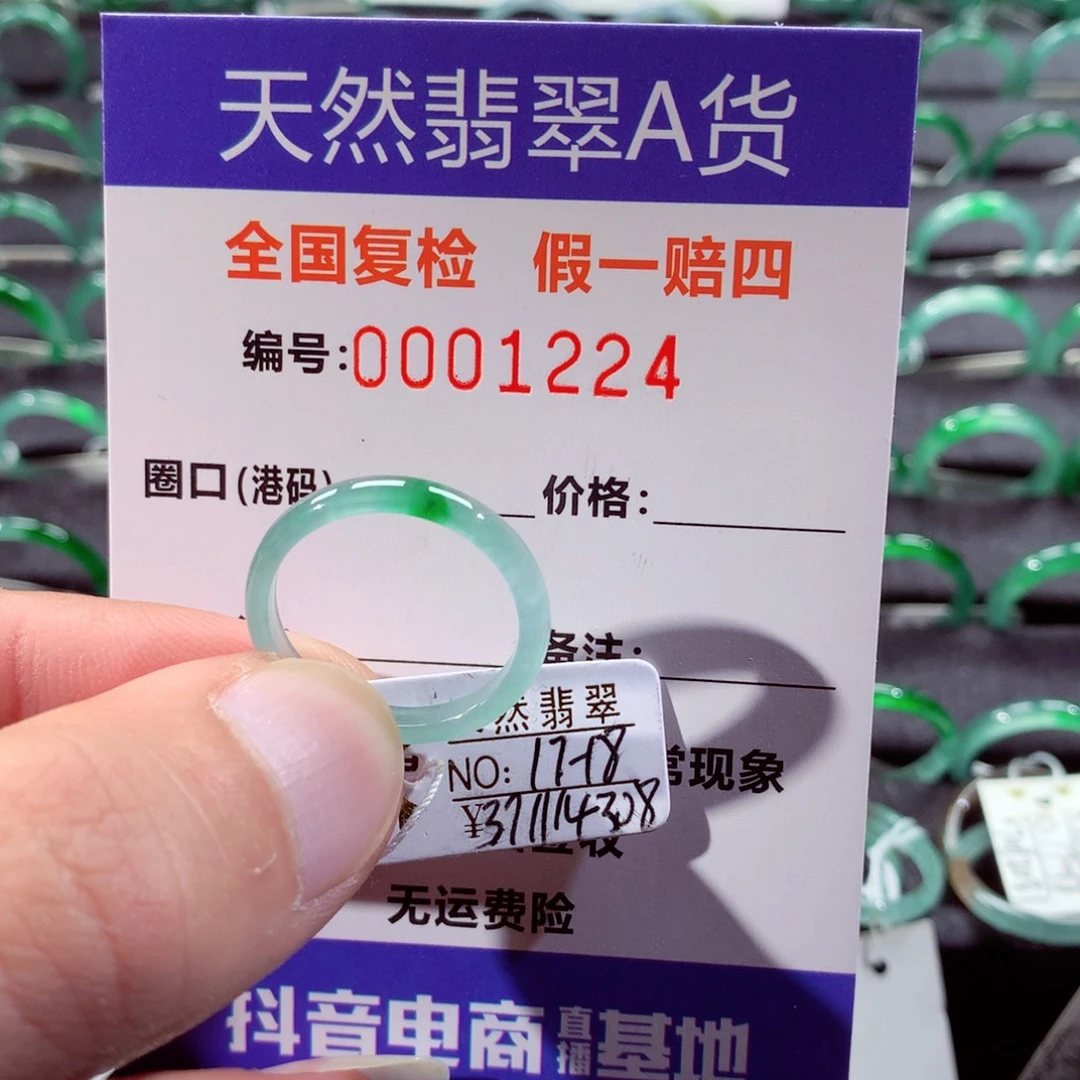 天然翡翠A货
全国复检 假一赔四
编号:0001224
圈口(港码) 价格:
备注:
然翡翠
NO: 17-18
常现象
¥371114308
无运费险
抖音电商直播基地